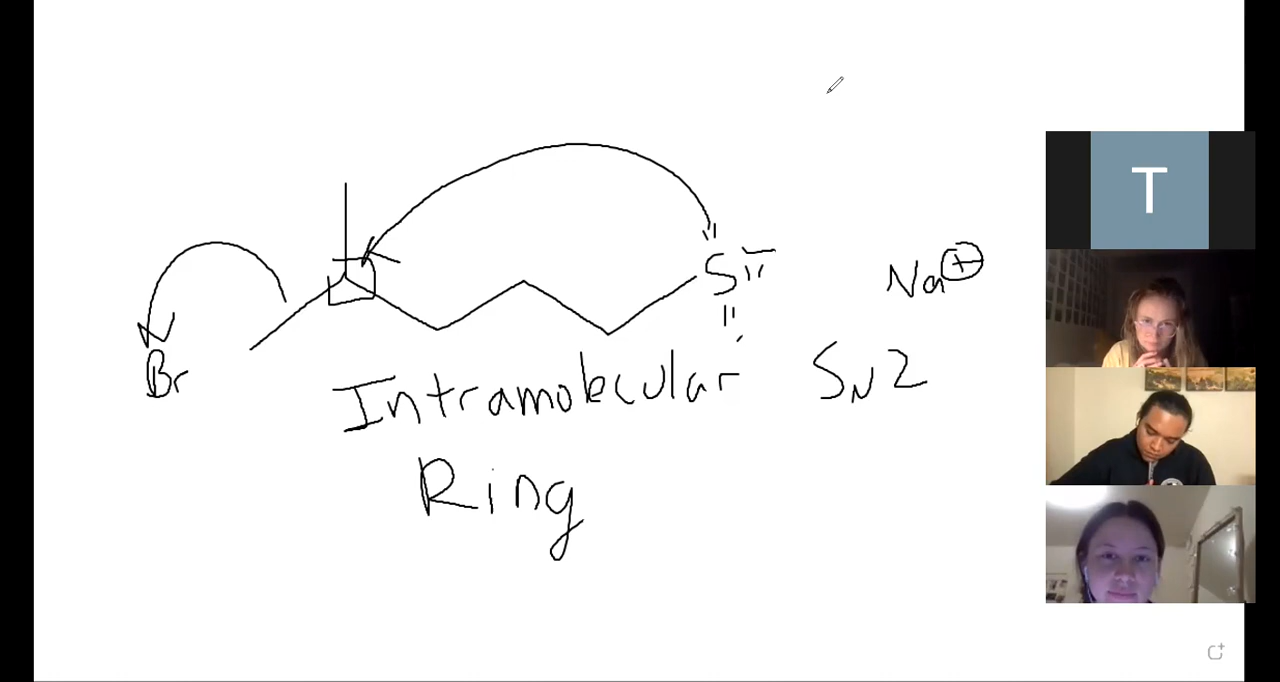 T
S⁻
Na⊕
Br
Intramolecular SN2
Ring